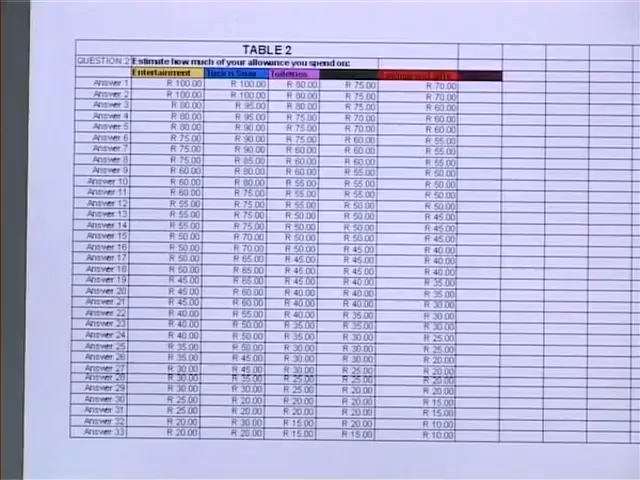 TABLE 2
QUESTION 2 Estimate how much of your allowance you spend on:
Entertainment Tuck n Snax Toiletries
Answer 1 R 100.00 R 100.00 R 80.00 R 75.00 R 70.00
Answer 2 R 100.00 R 100.00 R 80.00 R 75.00 R 70.00
Answer 3 R 80.00 R 95.00 R 80.00 R 75.00 R 60.00
Answer 4 R 80.00 R 95.00 R 75.00 R 70.00 R 60.00
Answer 5 R 80.00 R 90.00 R 75.00 R 70.00 R 60.00
Answer 6 R 75.00 R 90.00 R 75.00 R 60.00 R 55.00
Answer 7 R 75.00 R 90.00 R 60.00 R 60.00 R 55.00
Answer 8 R 75.00 R 85.00 R 60.00 R 60.00 R 55.00
Answer 9 R 60.00 R 80.00 R 60.00 R 55.00 R 50.00
Answer 10 R 60.00 R 80.00 R 55.00 R 55.00 R 50.00
Answer 11 R 60.00 R 75.00 R 55.00 R 55.00 R 50.00
Answer 12 R 55.00 R 75.00 R 55.00 R 50.00 R 50.00
Answer 13 R 55.00 R 75.00 R 50.00 R 50.00 R 45.00
Answer 14 R 55.00 R 75.00 R 50.00 R 50.00 R 45.00
Answer 15 R 50.00 R 70.00 R 50.00 R 50.00 R 40.00
Answer 16 R 50.00 R 70.00 R 50.00 R 45.00 R 40.00
Answer 17 R 50.00 R 65.00 R 45.00 R 45.00 R 40.00
Answer 18 R 50.00 R 65.00 R 45.00 R 45.00 R 40.00
Answer 19 R 45.00 R 65.00 R 45.00 R 40.00 R 35.00
Answer 20 R 45.00 R 60.00 R 40.00 R 40.00 R 35.00
Answer 21 R 45.00 R 60.00 R 40.00 R 40.00 R 30.00
Answer 22 R 40.00 R 55.00 R 40.00 R 35.00 R 30.00
Answer 23 R 40.00 R 50.00 R 35.00 R 35.00 R 30.00
Answer 24 R 40.00 R 50.00 R 35.00 R 30.00 R 25.00
Answer 25 R 35.00 R 50.00 R 30.00 R 30.00 R 25.00
Answer 26 R 35.00 R 45.00 R 30.00 R 30.00 R 20.00
Answer 27 R 30.00 R 45.00 R 30.00 R 25.00 R 20.00
Answer 28 R 30.00 R 35.00 R 25.00 R 25.00 R 20.00
Answer 29 R 30.00 R 30.00 R 25.00 R 20.00 R 20.00
Answer 30 R 25.00 R 20.00 R 20.00 R 20.00 R 15.00
Answer 31 R 25.00 R 20.00 R 20.00 R 20.00 R 15.00
Answer 32 R 20.00 R 30.00 R 15.00 R 20.00 R 10.00
Answer 33 R 20.00 R 20.00 R 15.00 R 15.00 R 10.00